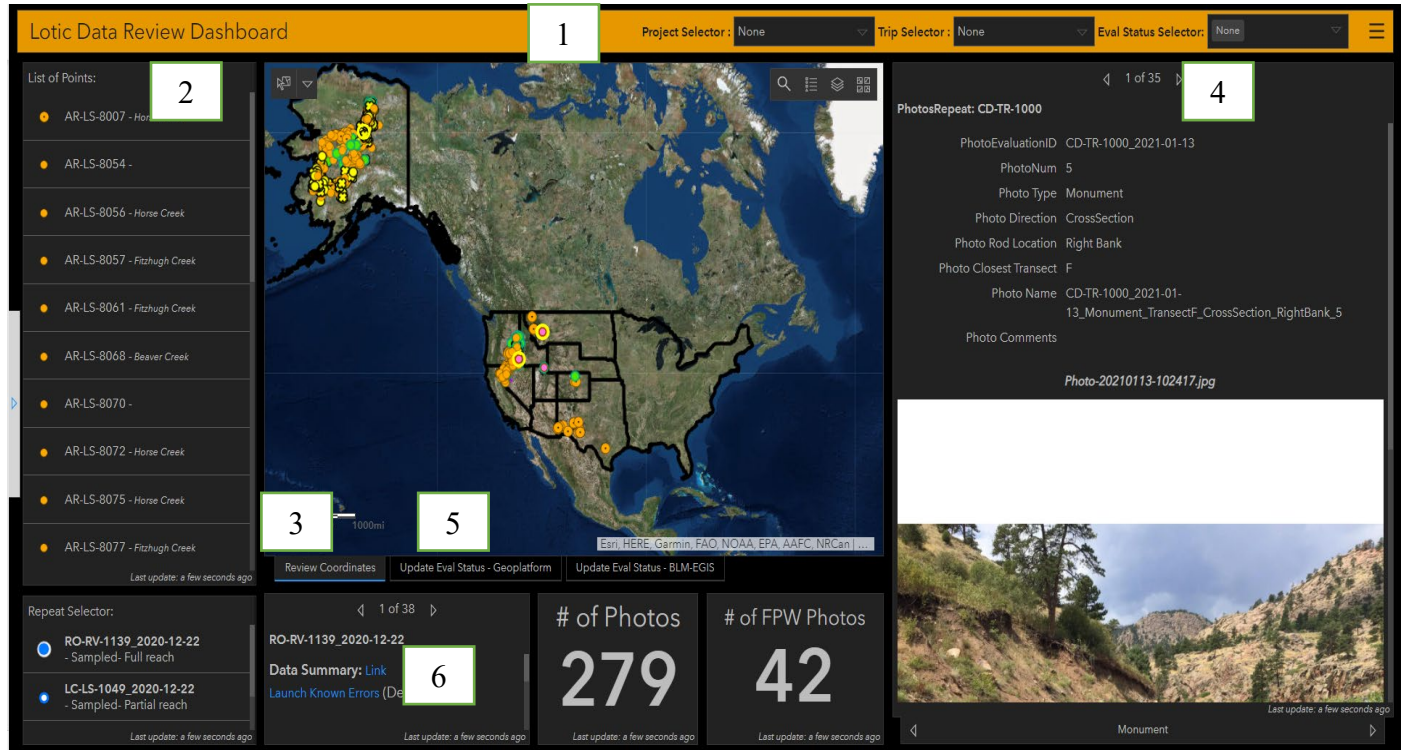 Lotic Data Review Dashboard
1
Project Selector :
None
Trip Selector :
None
Eval Status Selector:
None
List of Points:
2
AR-LS-8007 - Hor
AR-LS-8054 -
AR-LS-8056 - Horse Creek
AR-LS-8057 - Fitzhugh Creek
AR-LS-8061 - Fitzhugh Creek
AR-LS-8068 - Beaver Creek
AR-LS-8070 -
AR-LS-8072 - Horse Creek
AR-LS-8075 - Horse Creek
AR-LS-8077 - Fitzhugh Creek
Last update: a few seconds ago
Repeat Selector:
RO-RV-1139_2020-12-22
- Sampled- Full reach
LC-LS-1049_2020-12-22
- Sampled- Partial reach
Last update: a few seconds ago
3
1000mi
5
Esri, HERE, Garmin, FAO, NOAA, EPA, AAFC, NRCan | ...
Review Coordinates
Update Eval Status - Geoplatform
Update Eval Status - BLM-EGIS
1 of 38
RO-RV-1139_2020-12-22
Data Summary: Link
Launch Known Errors (De
6
Last update: a few seconds ago
# of Photos
279
Last update: a few seconds ago
# of FPW Photos
42
Last update: a few seconds ago
1 of 35
4
PhotosRepeat: CD-TR-1000
PhotoEvaluationID CD-TR-1000_2021-01-13
PhotoNum 5
Photo Type Monument
Photo Direction CrossSection
Photo Rod Location Right Bank
Photo Closest Transect F
Photo Name CD-TR-1000_2021-01-
13_Monument_TransectF_CrossSection_RightBank_5
Photo Comments
Photo-20210113-102417.jpg
Last update: a few seconds ago
Monument